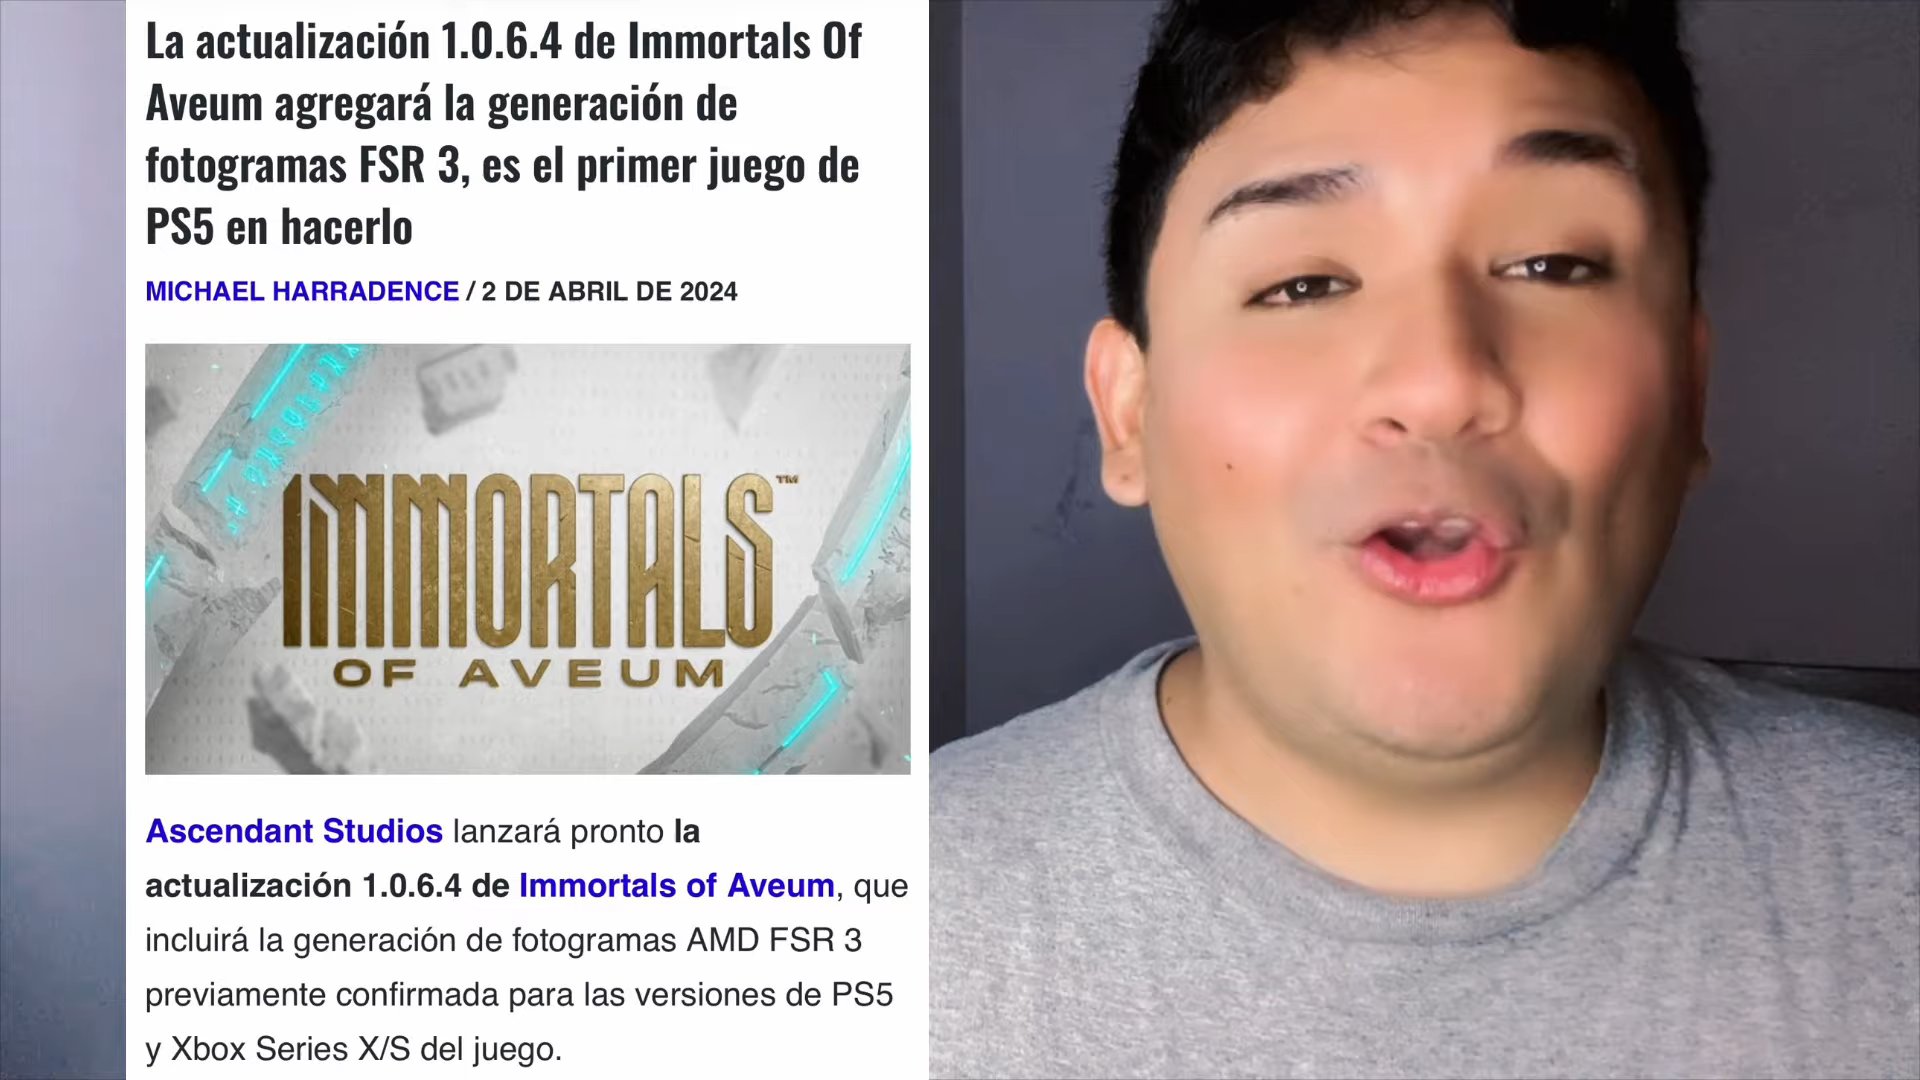 La actualización 1.0.6.4 de Immortals Of
Aveum agregará la generación de
fotogramas FSR 3, es el primer juego de
PS5 en hacerlo
MICHAEL HARRADENCE / 2 DE ABRIL DE 2024
IMMORTALS™
OF AVEUM
Ascendant Studios lanzará pronto la
actualización 1.0.6.4 de Immortals of Aveum, que
incluirá la generación de fotogramas AMD FSR 3
previamente confirmada para las versiones de PS5
y Xbox Series X/S del juego.